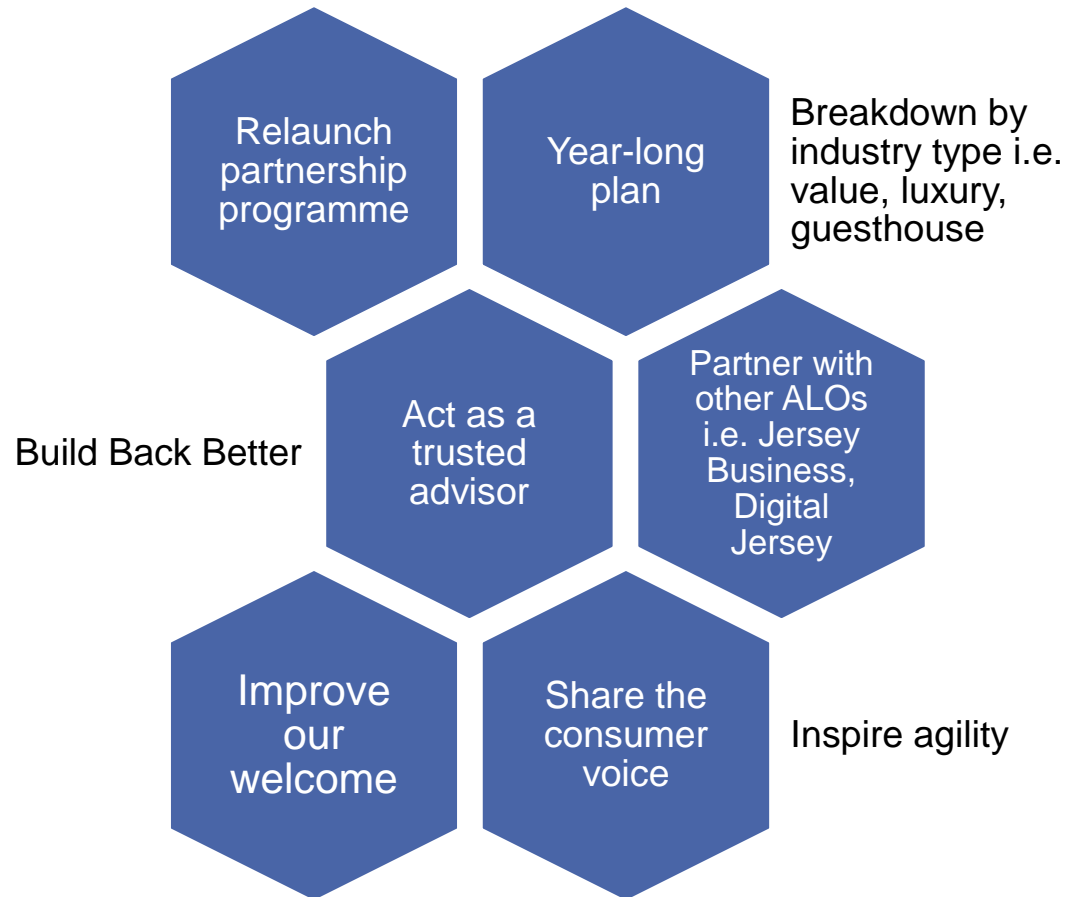 Relaunch
partnership
programme
Year-long
plan
Breakdown by
industry type i.e.
value, luxury,
guesthouse
Build Back Better
Act as a
trusted
advisor
Partner with
other ALOs
i.e. Jersey
Business,
Digital
Jersey
Improve
our
welcome
Share the
consumer
voice
Inspire agility